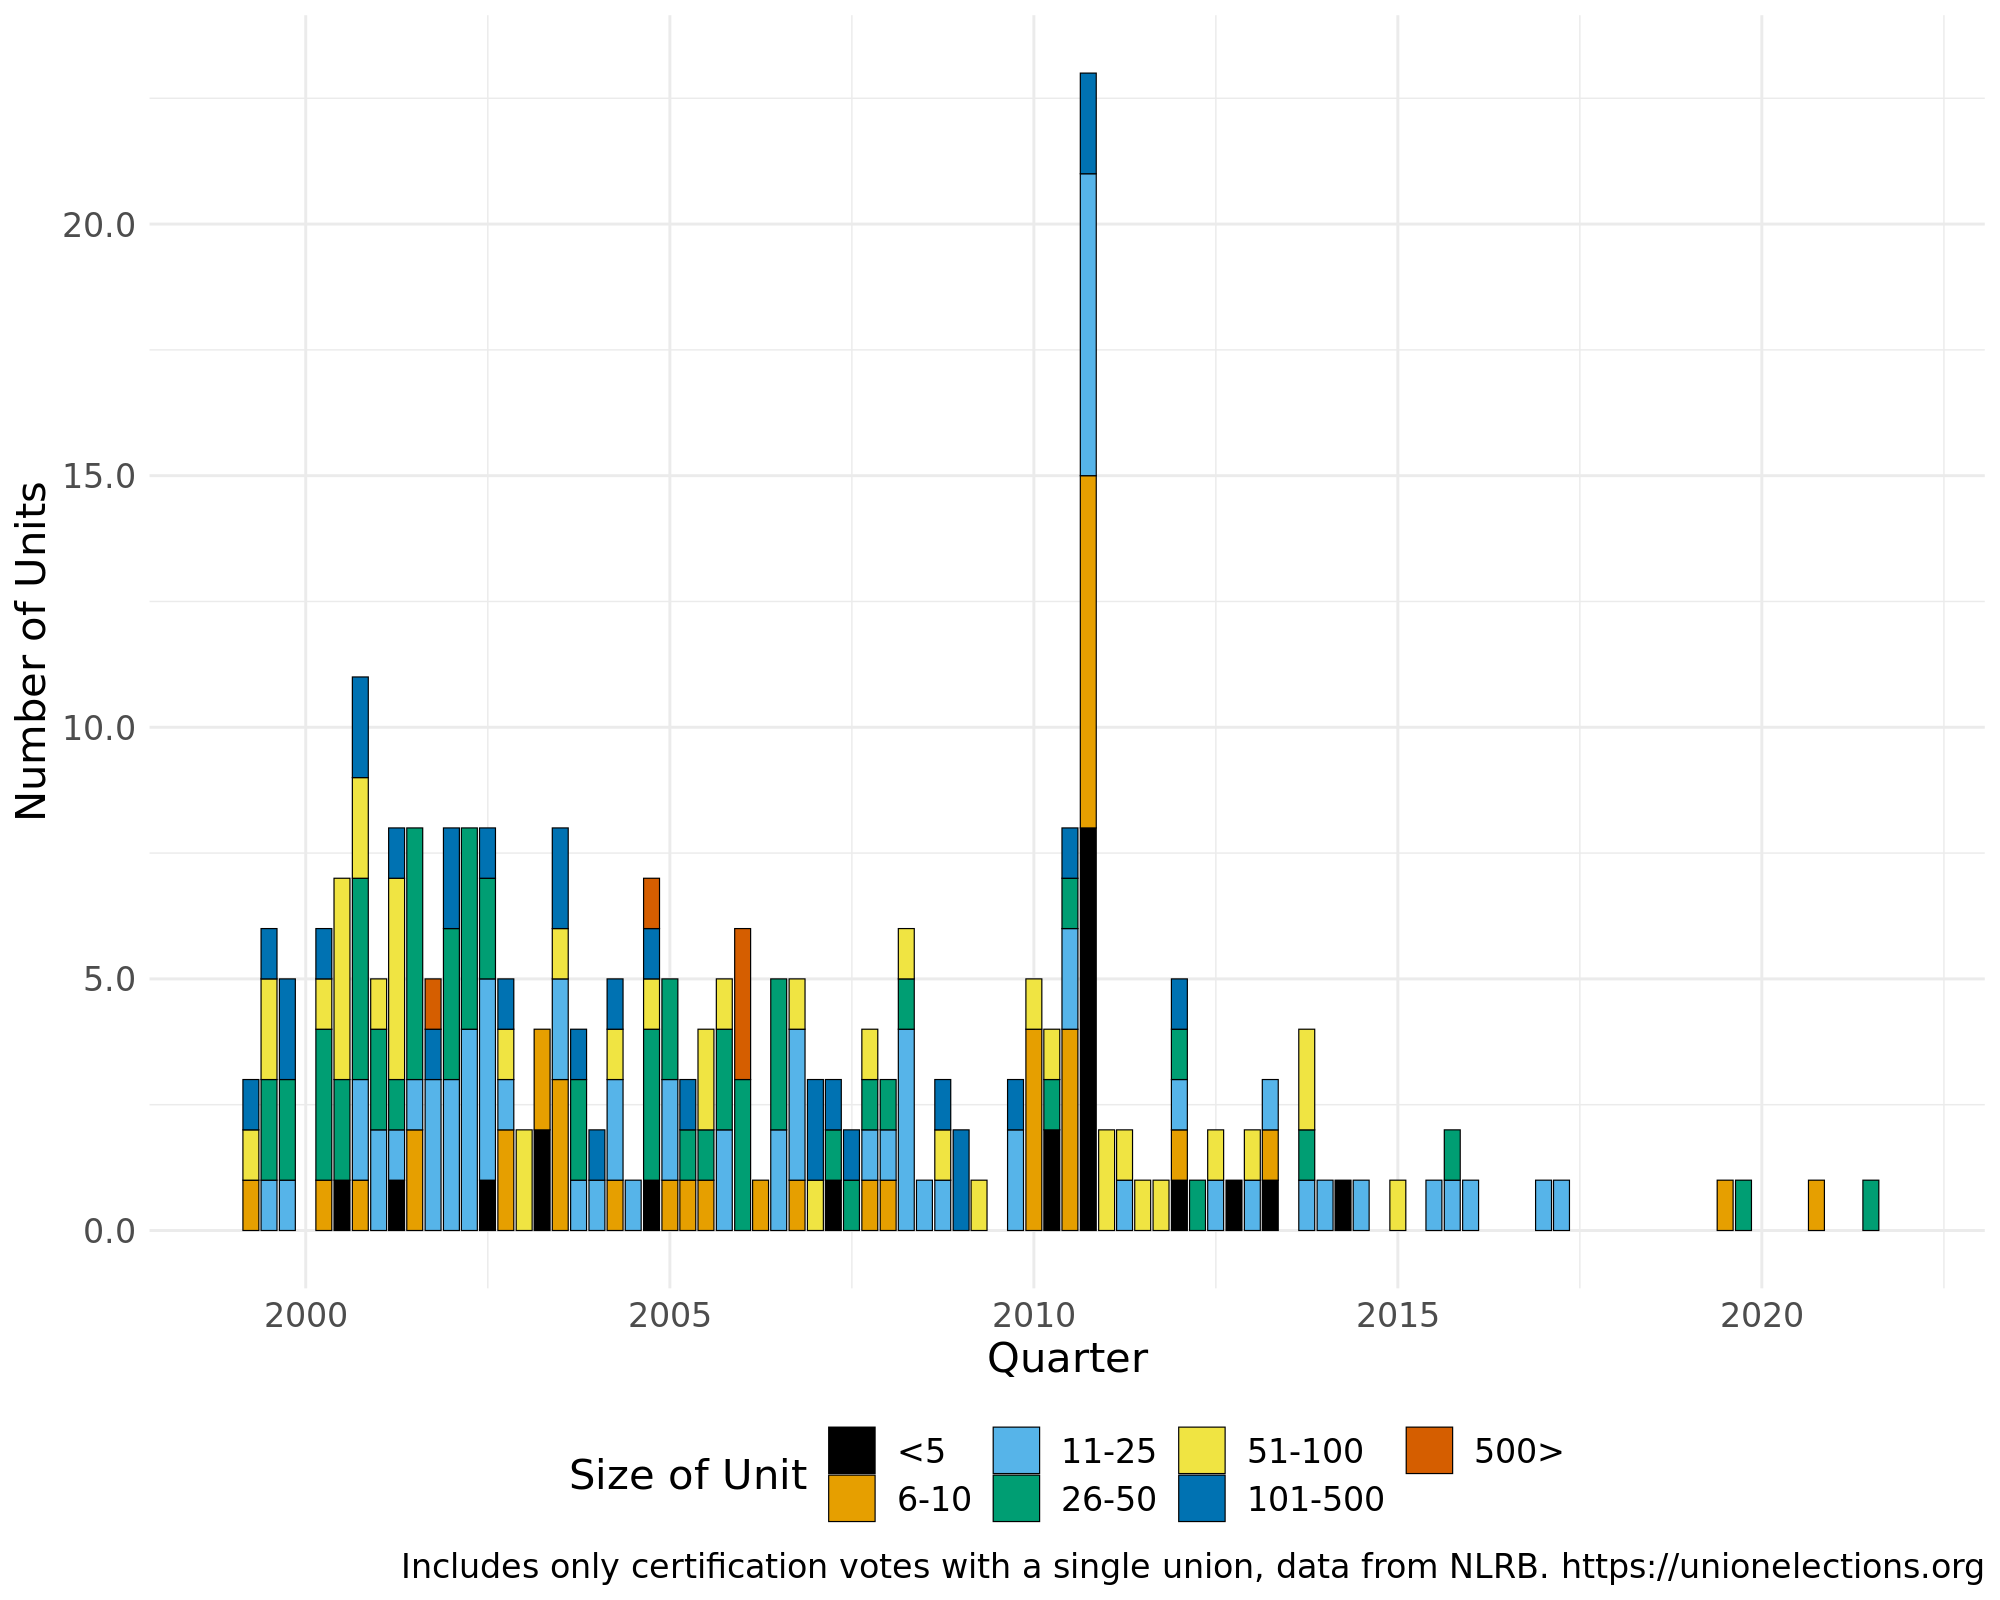 20.0
15.0
10.0
5.0
0.0
Number of Units
2000 2005 2010 2015 2020
Quarter
Size of Unit
<5 11-25 51-100 500>
6-10 26-50 101-500
Includes only certification votes with a single union, data from NLRB. https://unionelections.org